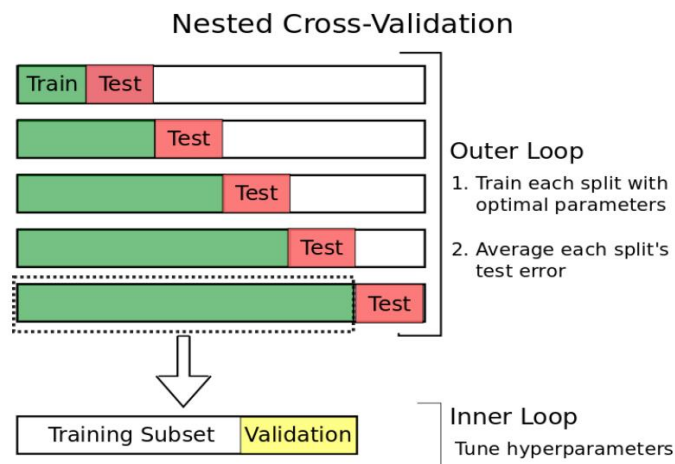 Nested Cross-Validation
Train Test
Test
Test
Test
Test
Outer Loop
1. Train each split with
optimal parameters
2. Average each split's
test error
Training Subset Validation
Inner Loop
Tune hyperparameters